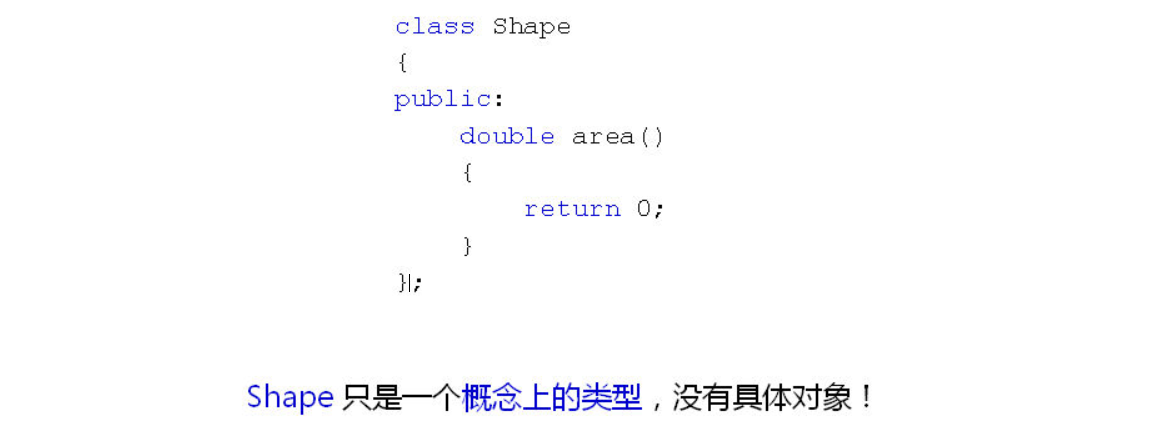 class Shape
{
public:
    double area()
    {
        return 0;
    }
};
Shape 只是一个概念上的类型，没有具体对象！